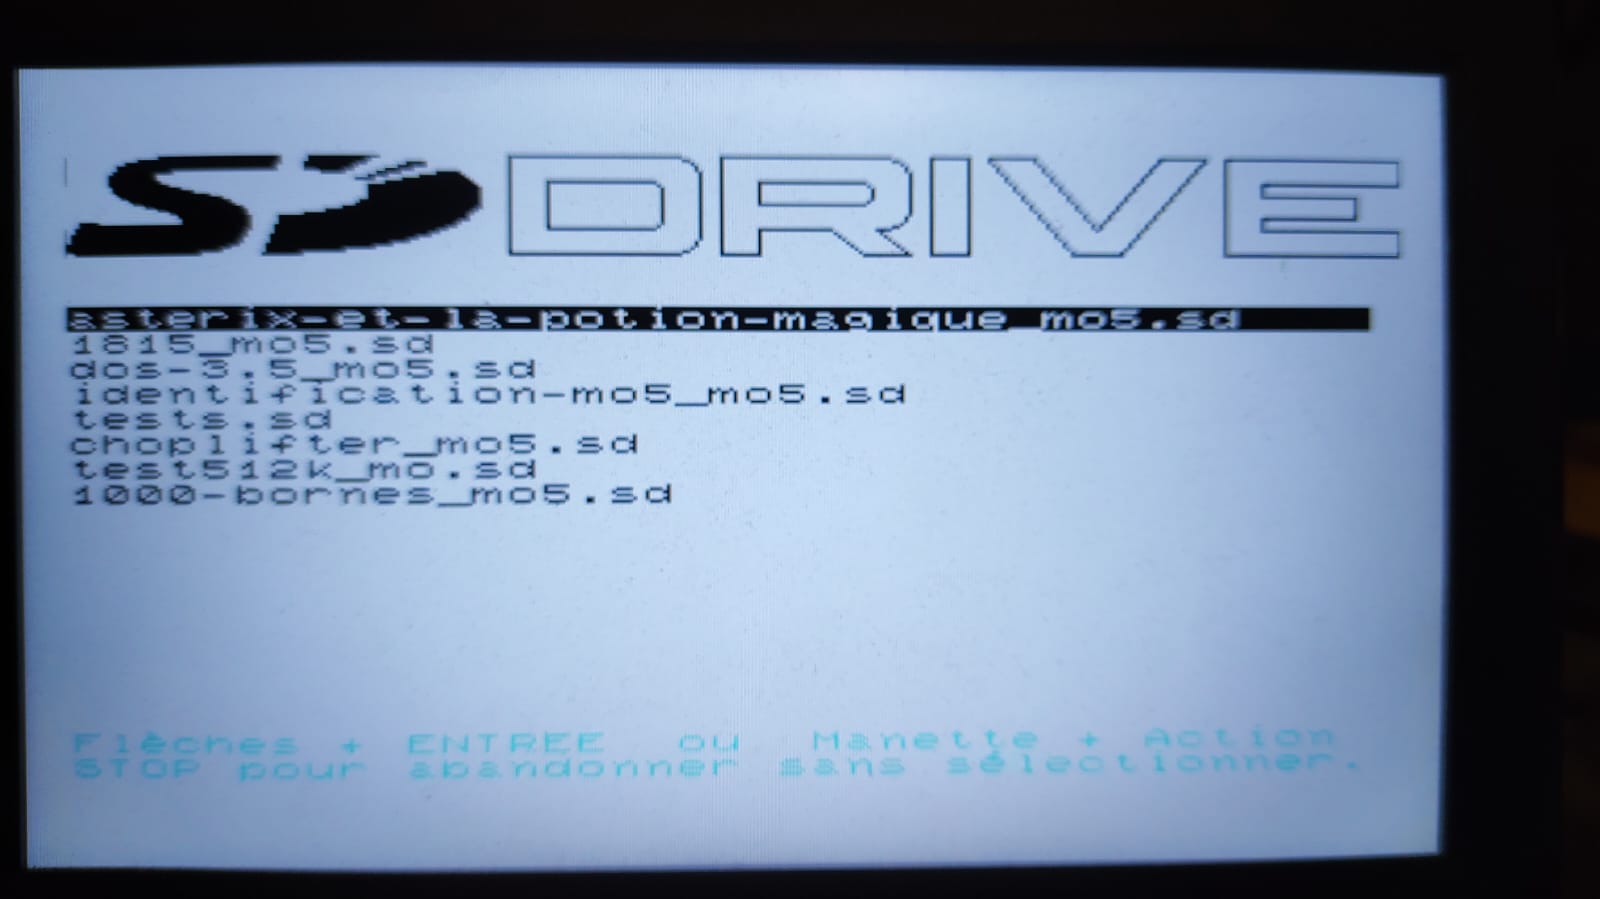 SD DRIVE
asterix-et-la-potion-magique_mo5.sd
1815_mo5.sd
dos-3.5_mo5.sd
identification-mo5_mo5.sd
tests.sd
choplifter_mo5.sd
test512k_mo.sd
1000-bornes_mo5.sd
Flèches + ENTREE ou Manette + Action
STOP pour abandonner sans sélectionner.